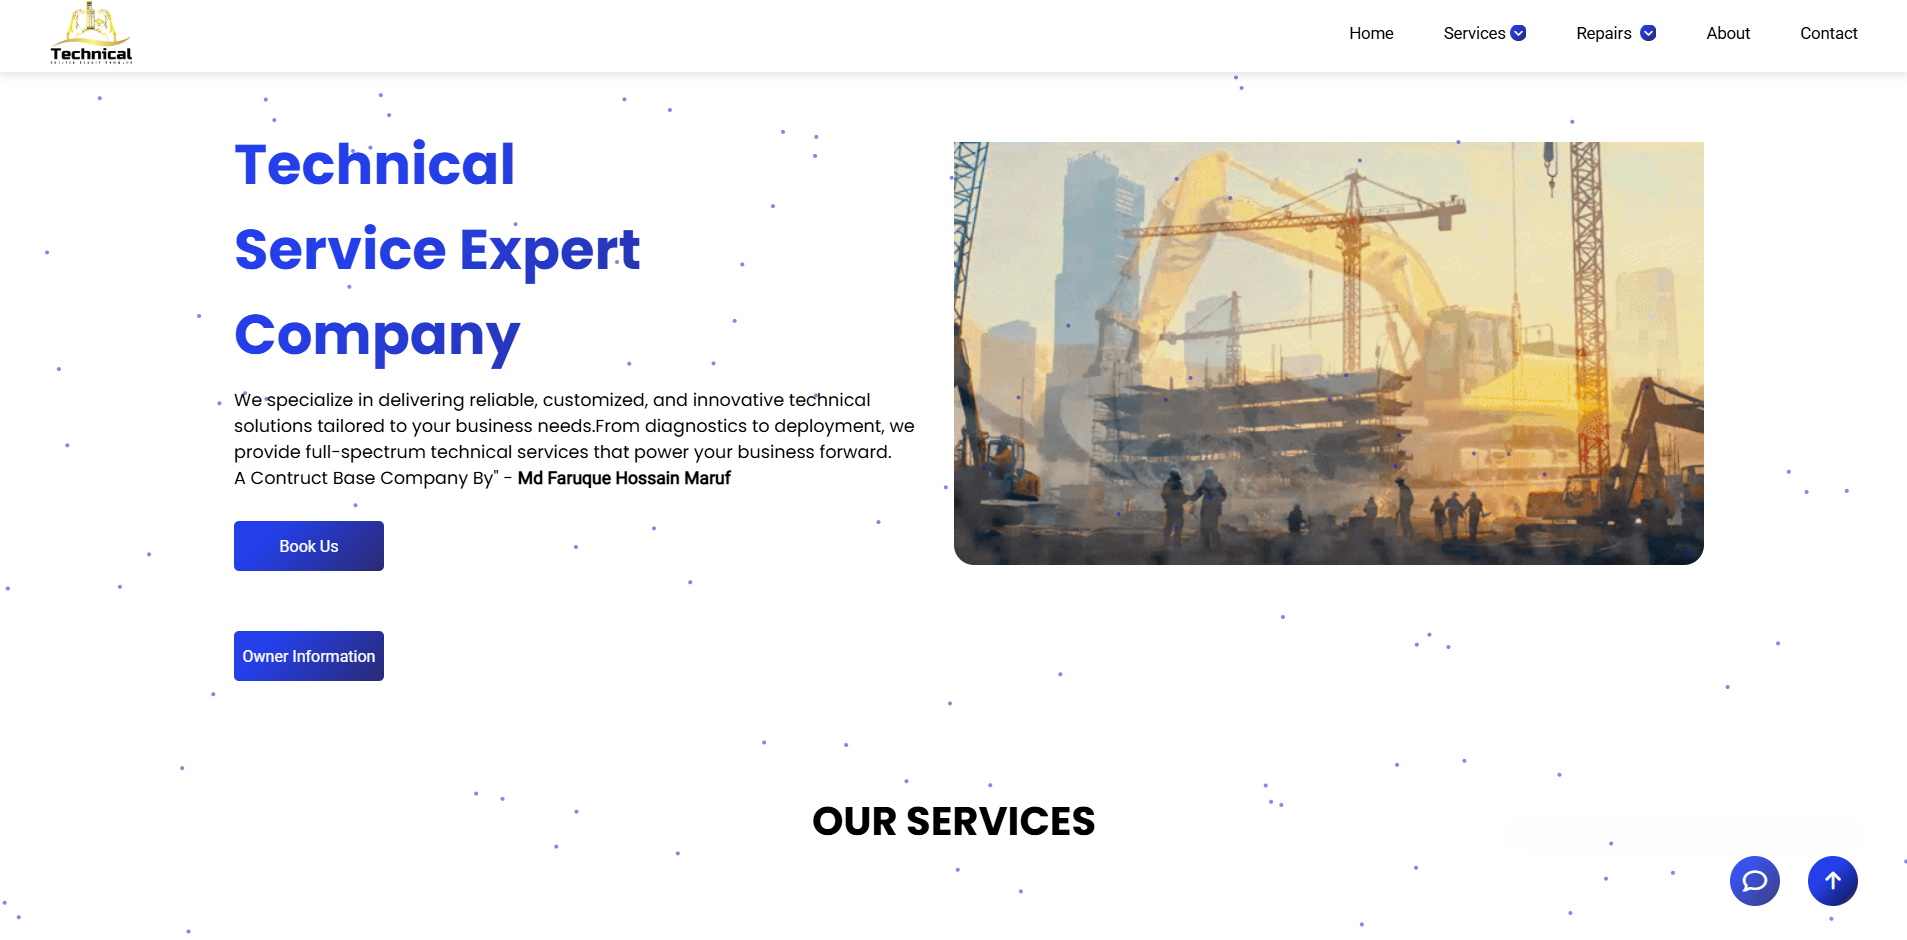 Technical
Home
Services
Repairs
About
Contact
Technical
Service Expert
Company
We specialize in delivering reliable, customized, and innovative technical
solutions tailored to your business needs.From diagnostics to deployment, we
provide full-spectrum technical services that power your business forward.
A Contruct Base Company By" - Md Faruque Hossain Maruf
Book Us
Owner Information
OUR SERVICES